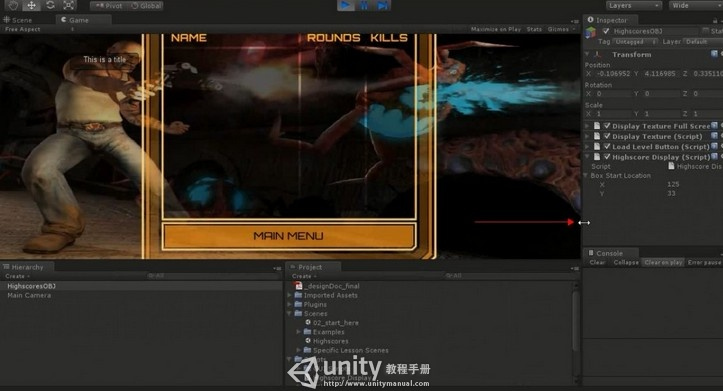 Pivot Global
Layers Wide
Scene Game
Free Aspect Maximize on Play Stats Gizmos
NAME ROUNDS KILLS
This is a title
MAIN MENU
Inspector
HighscoresOBJ
Tag Untagged Layer Default
Transform
Position
X -0.106952 Y 4.116985 Z 0.335110
Rotation
X 0 Y 0 Z 0
Scale
X 1 Y 1 Z 1
Display Texture Full Scree
Display Texture (Script)
Load Level Button (Script)
Highscore Display (Script)
Script Highscore Dis
Box Start Location
X 125
Y 33
Console
Clear Collapse Clear on play Error pause
Hierarchy
Create All
HighscoresOBJ
Main Camera
Project
Create All
_designDoc_final
Imported Assets
Plugins
Scenes
02_start_here
Examples
Highscores
Specific Lesson Scenes
unity 教程手册
http://www.unitymanual.com